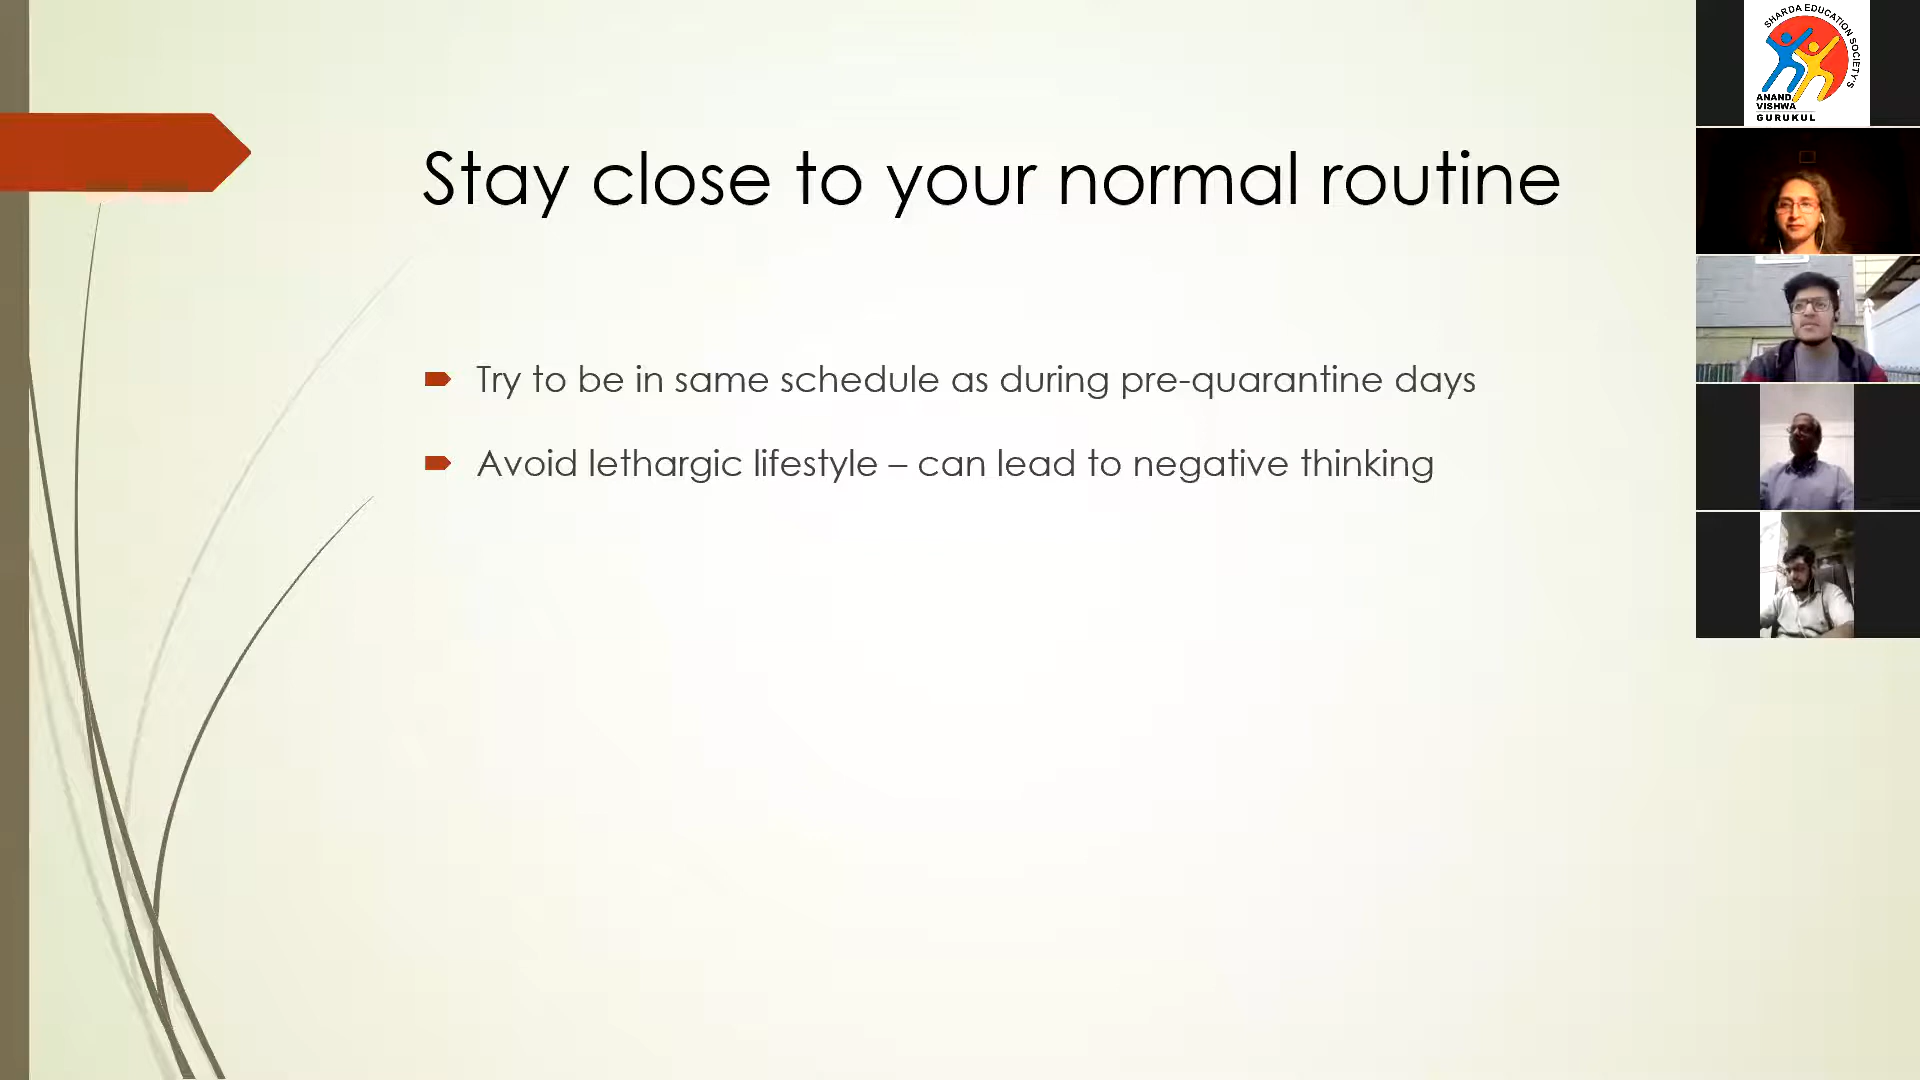 Stay close to your normal routine
Try to be in same schedule as during pre-quarantine days
Avoid lethargic lifestyle – can lead to negative thinking
SHARDA EDUCATION SOCIETY'S
ANAND
VISHWA
GURUKUL